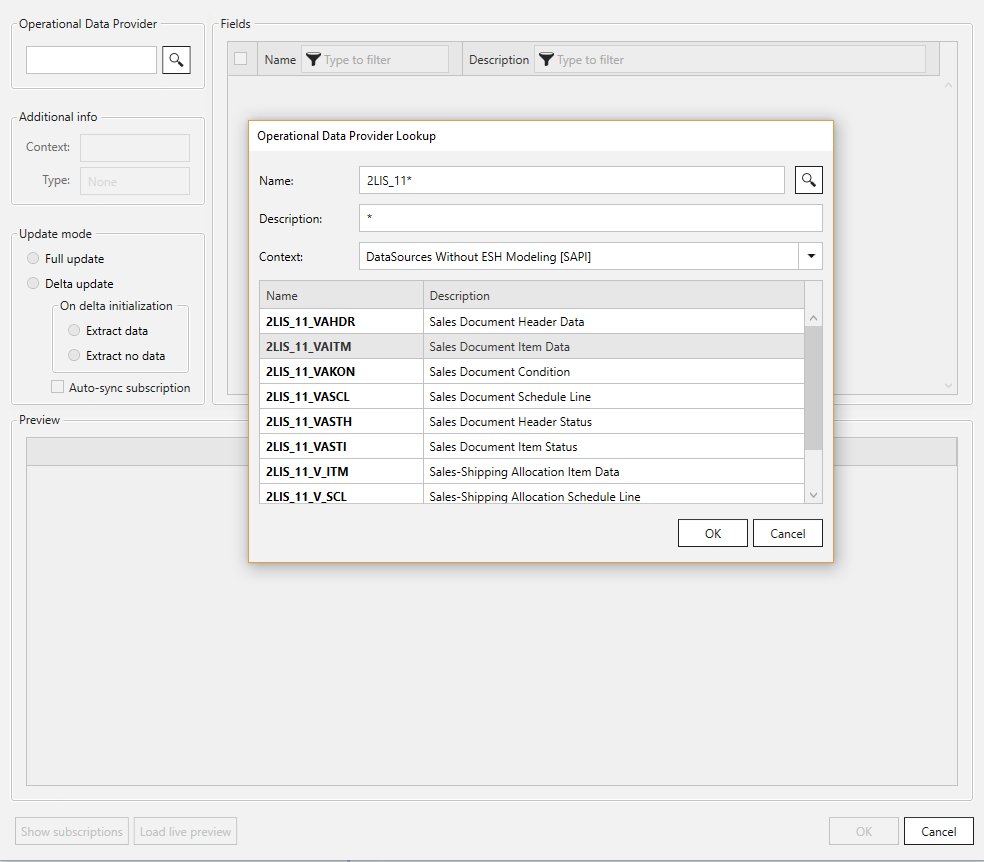 Operational Data Provider
Fields
Name Type to filter Description Type to filter
Additional info
Context:
Type: None
Update mode
Full update
Delta update
On delta initialization
Extract data
Extract no data
Auto-sync subscription
Operational Data Provider Lookup
Name: 2LIS_11*
Description: *
Context: DataSources Without ESH Modeling [SAPI]
Name Description
2LIS_11_VAHDR Sales Document Header Data
2LIS_11_VAITM Sales Document Item Data
2LIS_11_VAKON Sales Document Condition
2LIS_11_VASCL Sales Document Schedule Line
2LIS_11_VASTH Sales Document Header Status
2LIS_11_VASTI Sales Document Item Status
2LIS_11_V_ITM Sales-Shipping Allocation Item Data
2LIS_11_V_SCL Sales-Shipping Allocation Schedule Line
OK Cancel
Preview
Show subscriptions Load live preview OK Cancel